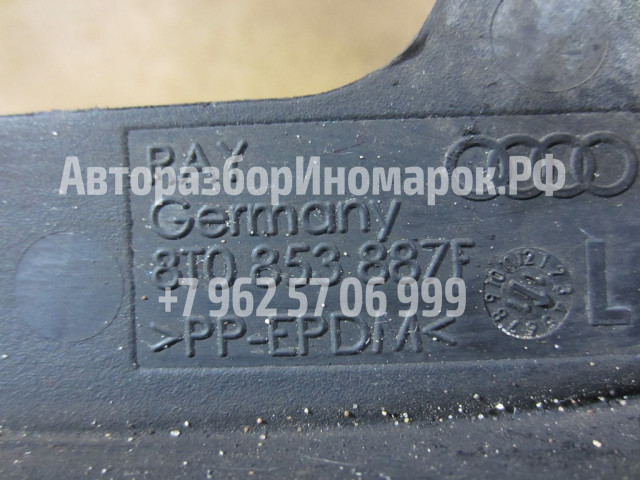 RAY
АвторазборИномарок.РФ
Germany
8T0 853 887F
+7 962 57 06 999
>PP-EPDM<
L